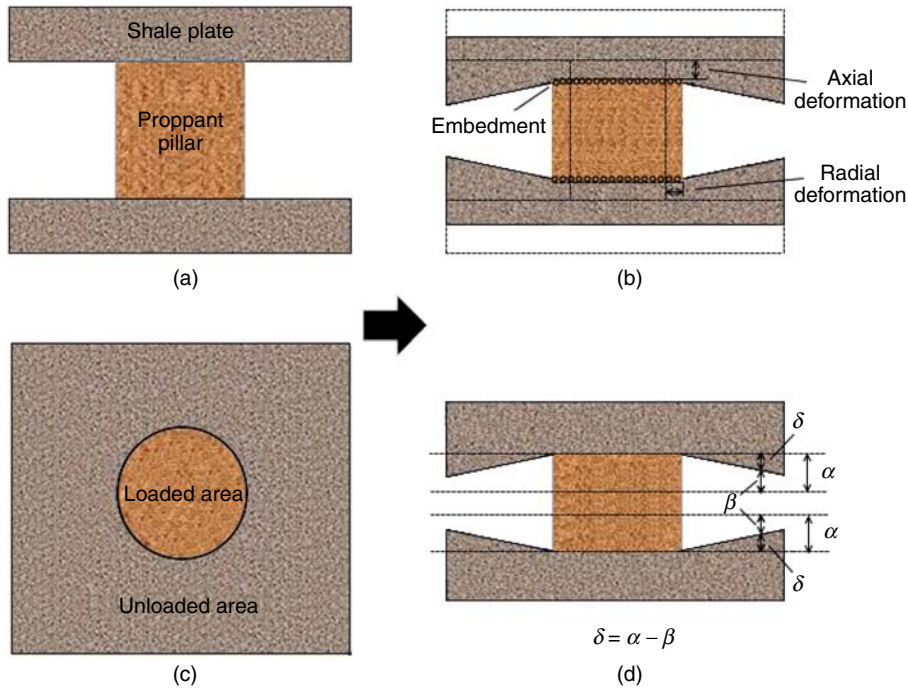 Shale plate
Proppant
pillar
(a)
Axial
deformation
Embedment
Radial
deformation
(b)
Loaded area
Unloaded area
(c)
δ
α
β
α
δ
δ = α – β
(d)